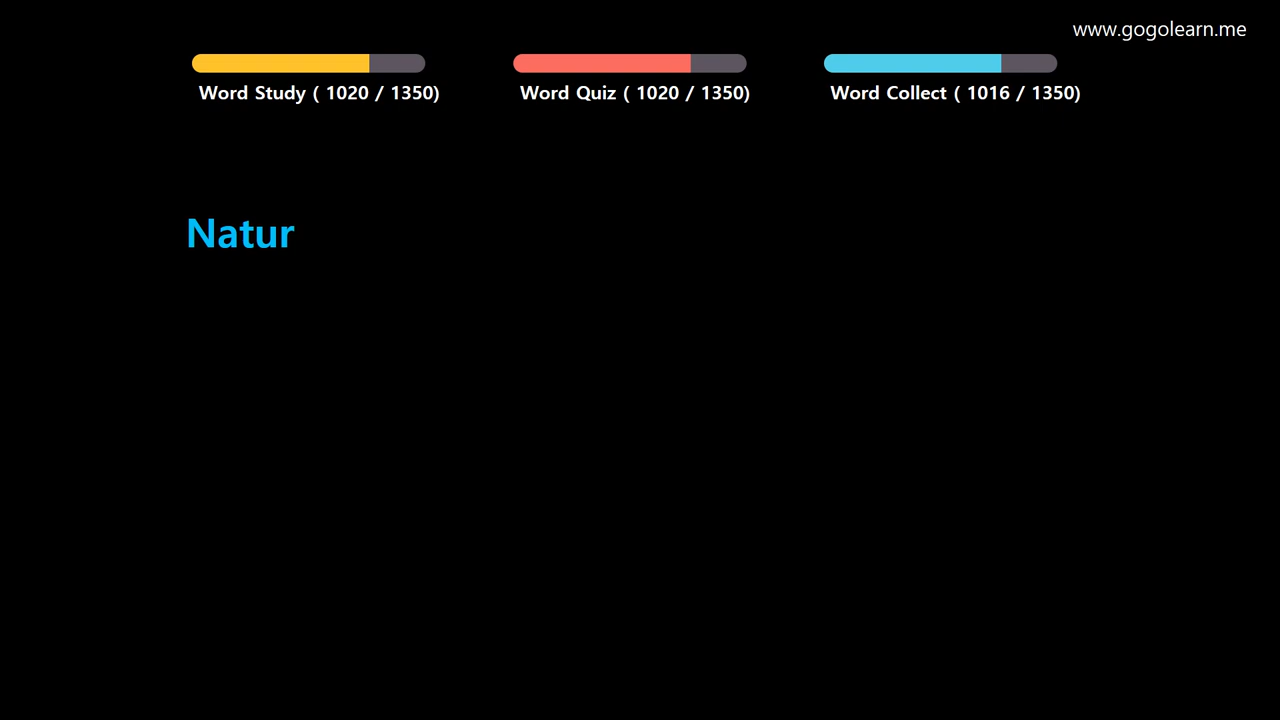 www.gogolearn.me
Word Study ( 1020 / 1350)
Word Quiz ( 1020 / 1350)
Word Collect ( 1016 / 1350)
Natur